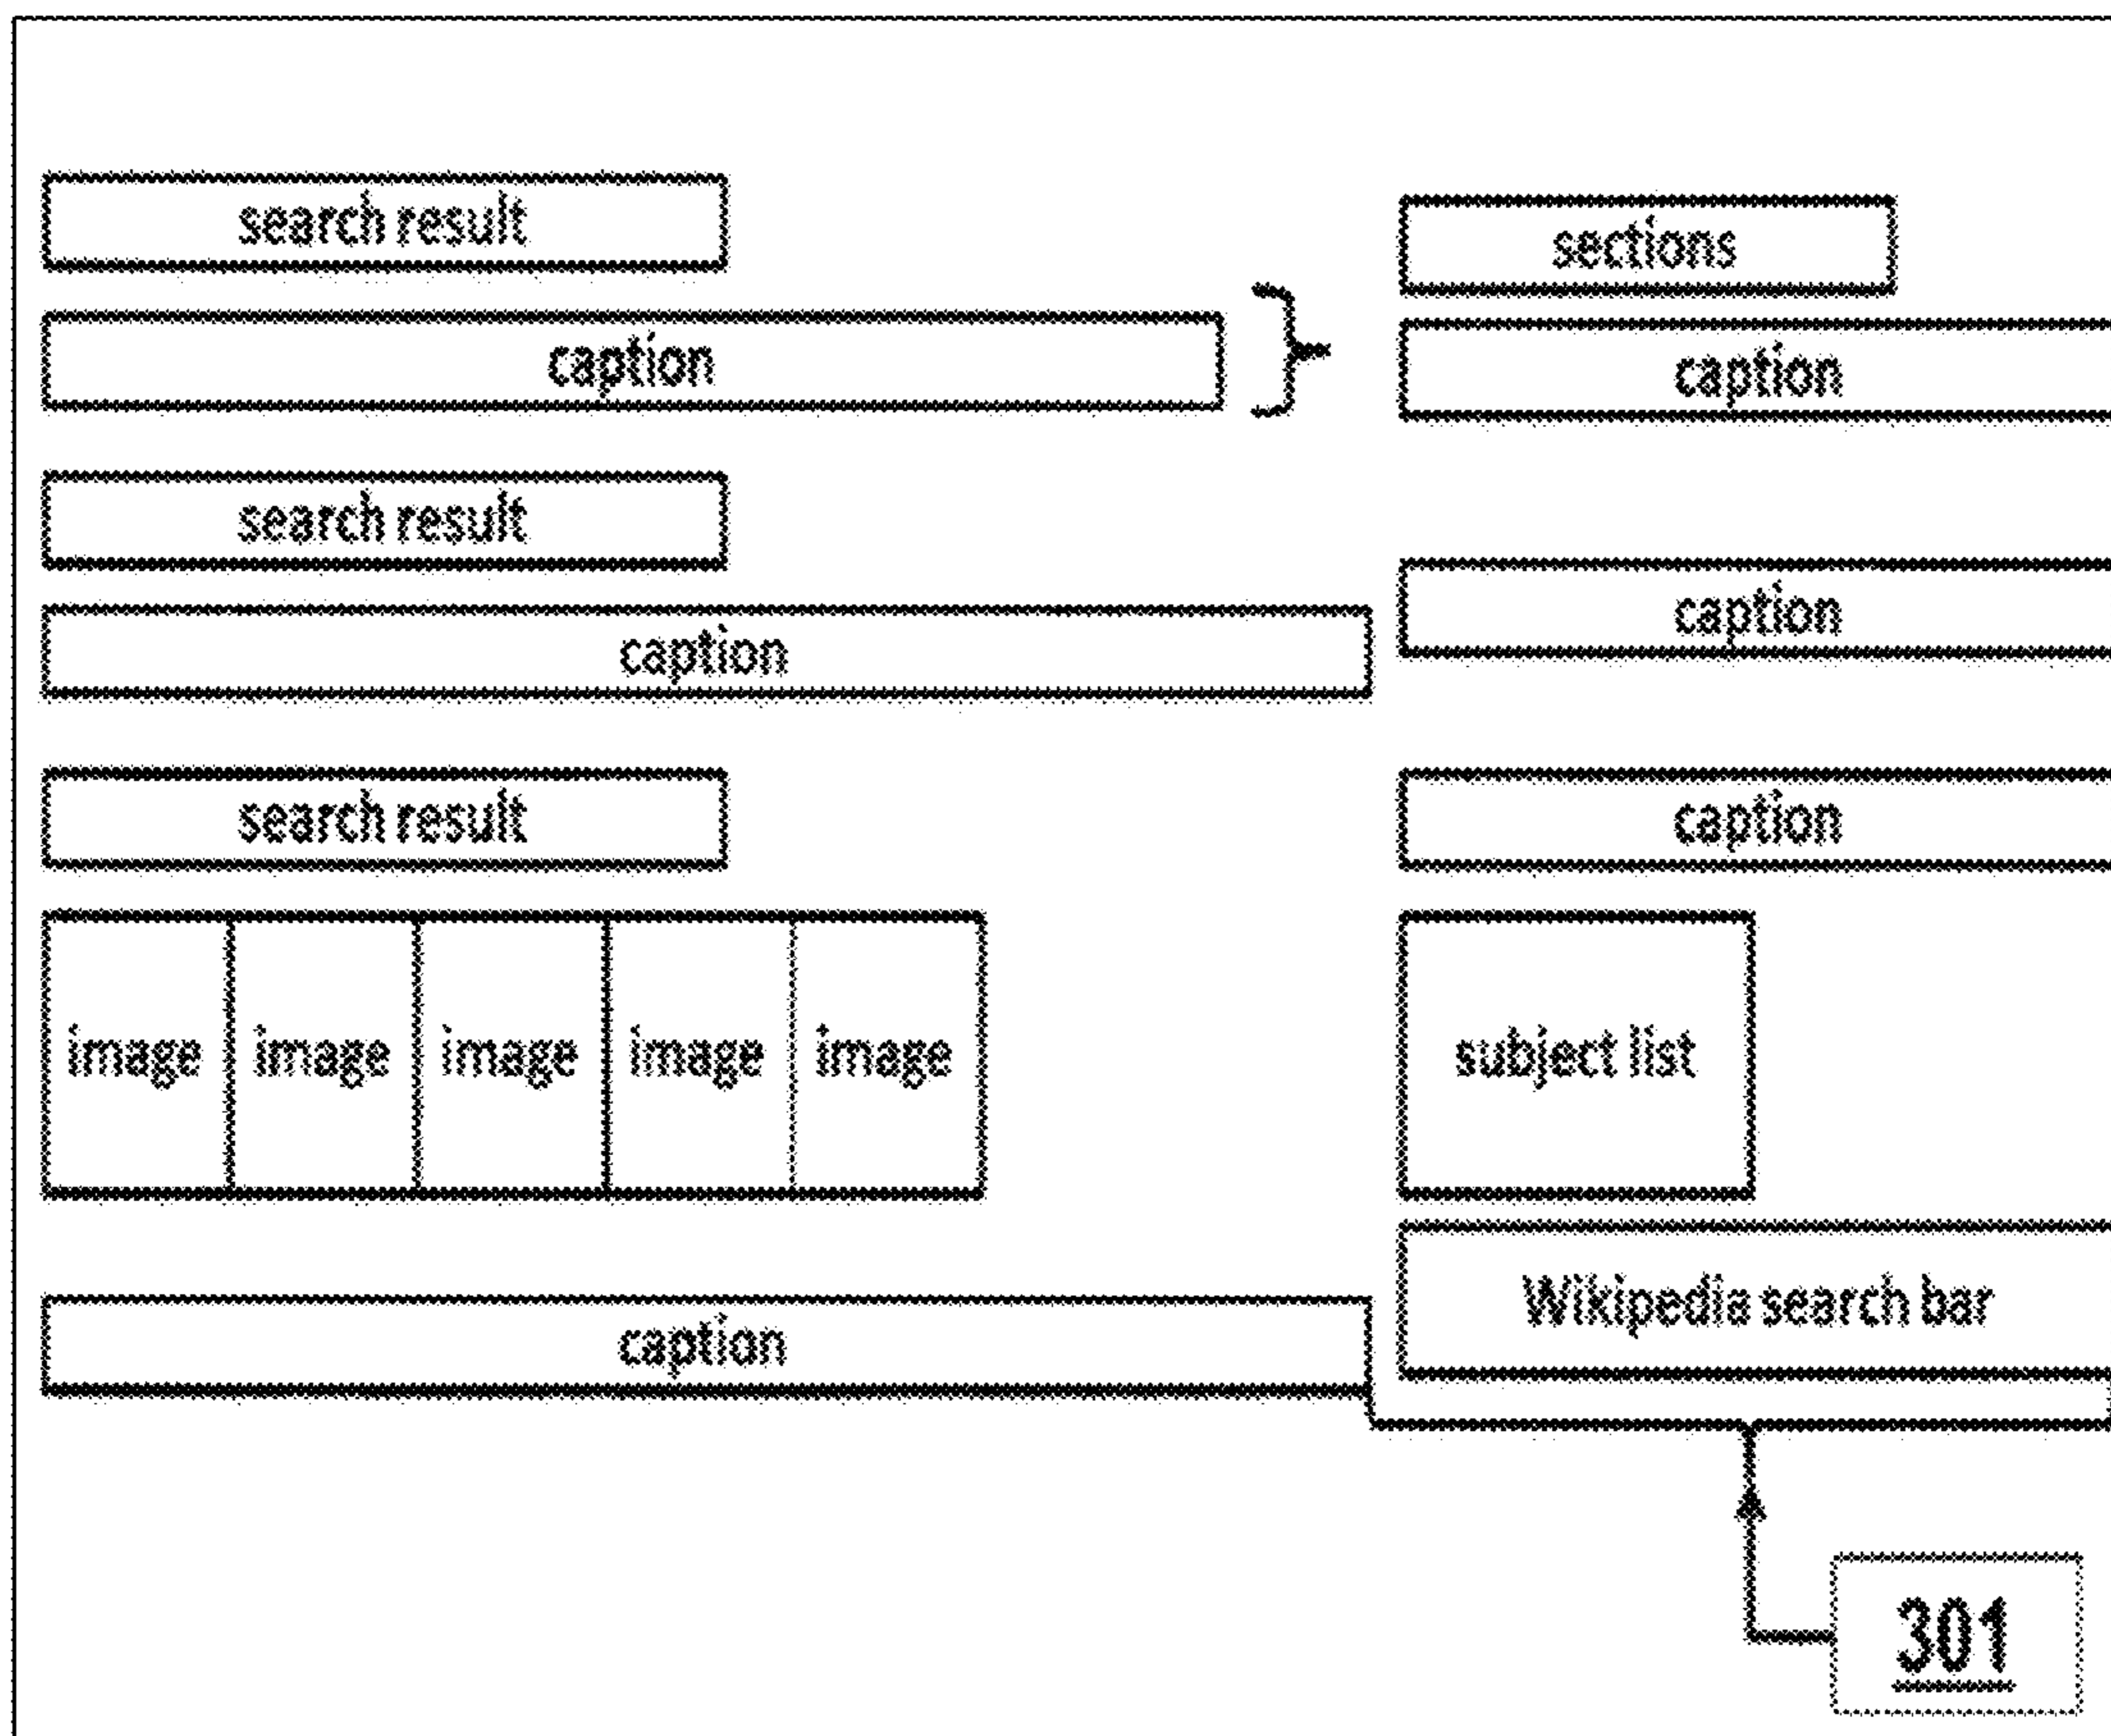 search result
caption
search result
caption
search result
image image image image image
caption
sections
caption
caption
caption
subject list
Wikipedia search bar
301